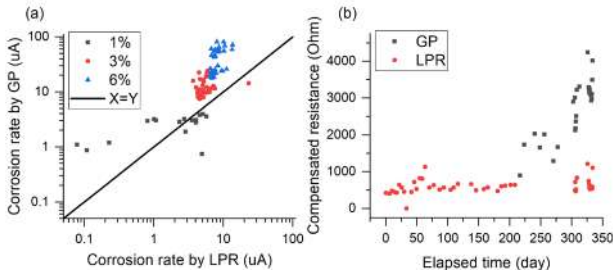 (a)
1%
3%
6%
X=Y
100
10
1
0.1
Corrosion rate by GP (uA)
0.1
1
10
100
Corrosion rate by LPR (uA)
(b)
GP
LPR
4000
3000
2000
1000
0
Compensated resistance (Ohm)
0
50
100
150
200
250
300
350
Elapsed time (day)